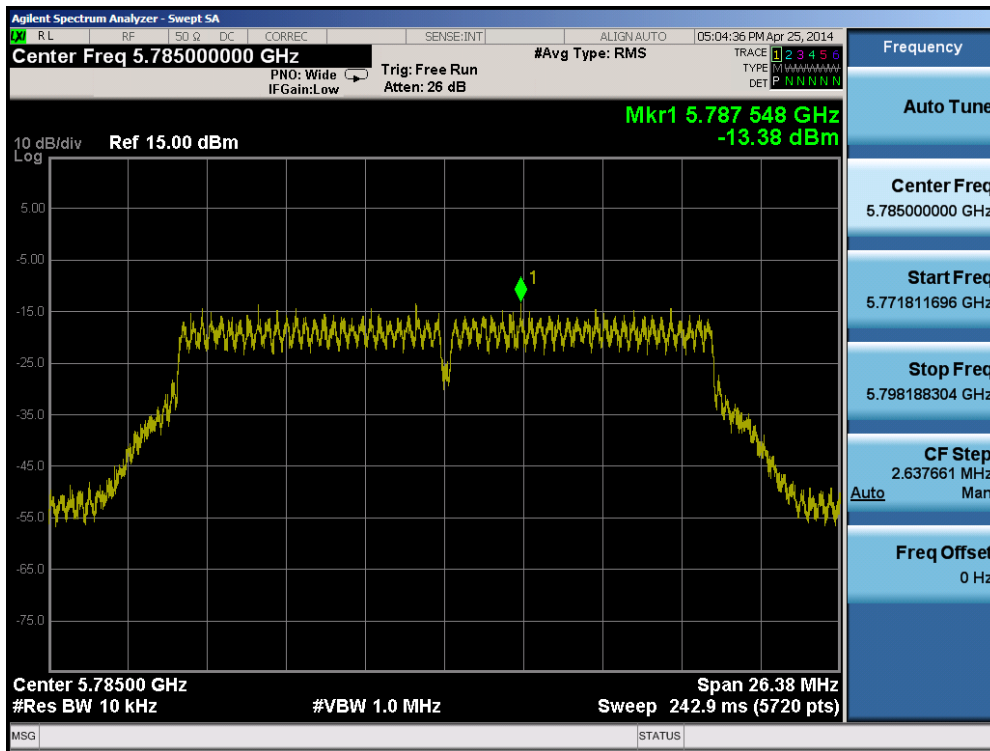 Agilent Spectrum Analyzer - Swept SA
LXI RL RF 50 Ω DC CORREC SENSE:INT ALIGNAUTO 05:04:36 PM Apr 25, 2014
Center Freq 5.785000000 GHz
#Avg Type: RMS
TRACE 1 2 3 4 5 6
PNO: Wide
Trig: Free Run
TYPE MWWWWW
IFGain:Low
Atten: 26 dB
DET P N N N N N
Mkr1 5.787 548 GHz
-13.38 dBm
10 dB/div Ref 15.00 dBm
Log
5.00
-5.00
1
-15.0
-25.0
-35.0
-45.0
-55.0
-65.0
-75.0
Center 5.78500 GHz Span 26.38 MHz
#Res BW 10 kHz #VBW 1.0 MHz Sweep 242.9 ms (5720 pts)
MSG STATUS
Frequency
Auto Tune
Center Freq
5.785000000 GHz
Start Freq
5.771811696 GHz
Stop Freq
5.798188304 GHz
CF Step
2.637661 MHz
Auto Man
Freq Offset
0 Hz